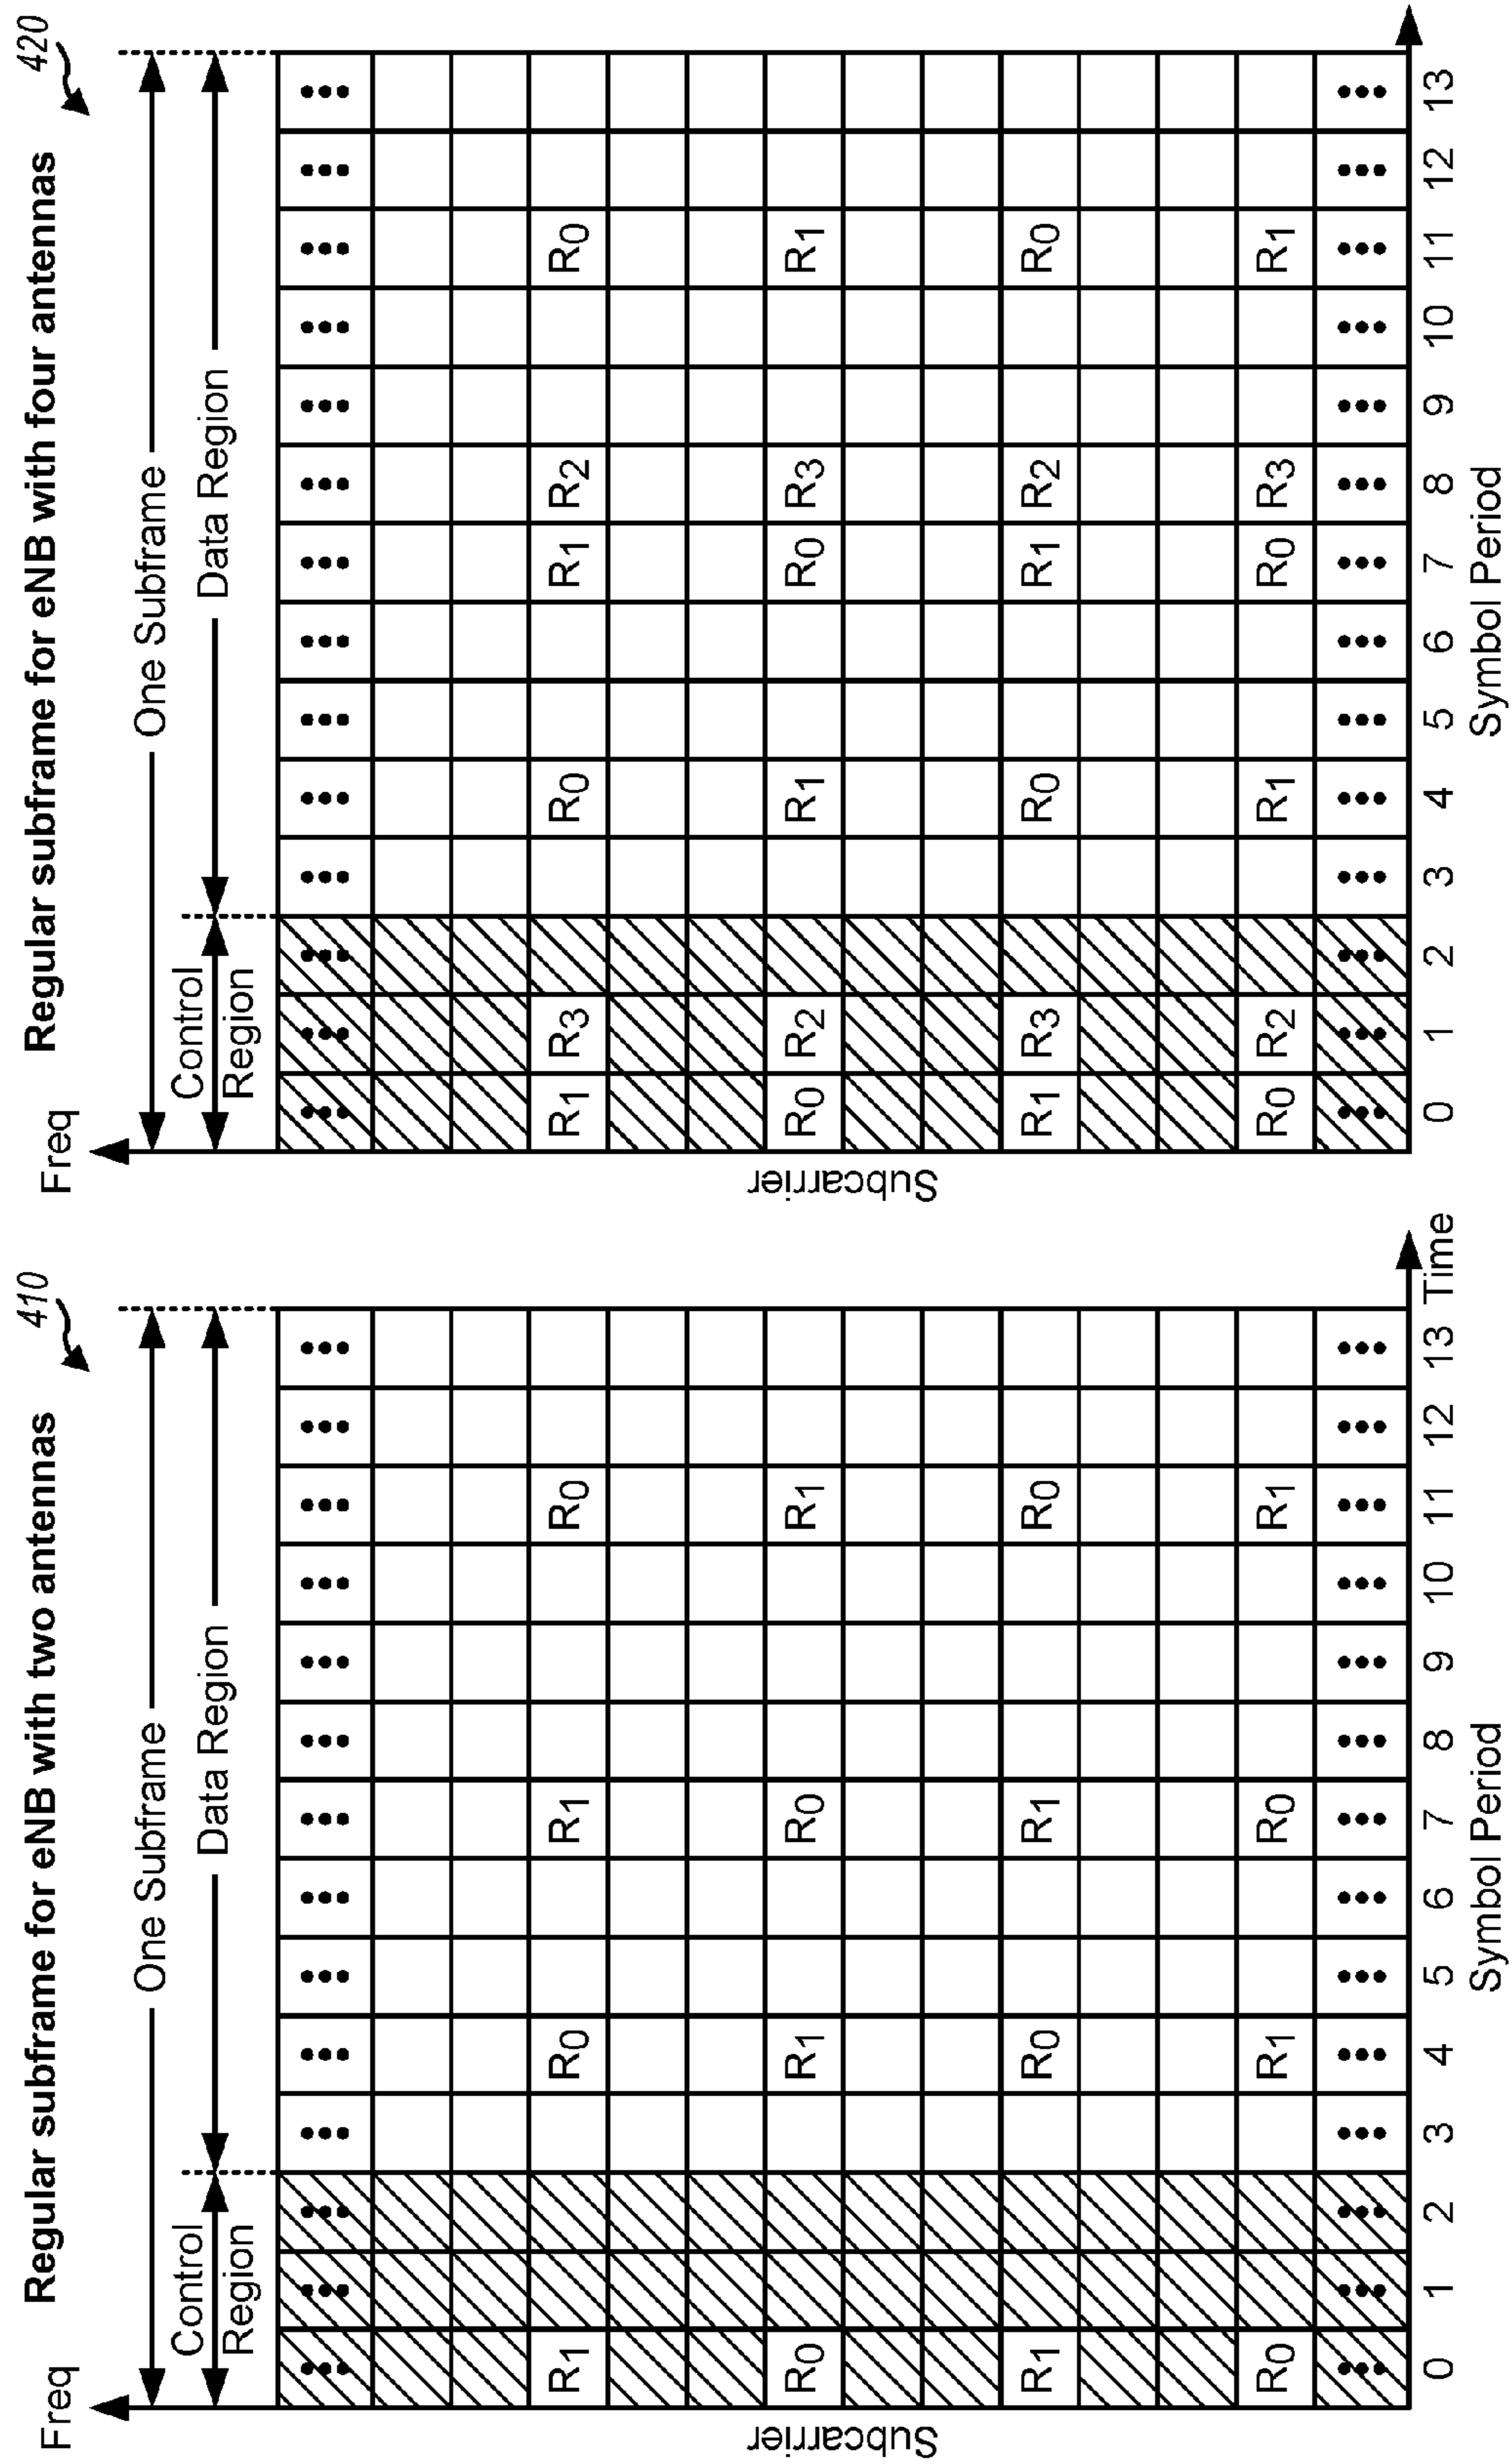 Regular subframe for eNB with two antennas
410
Freq
One Subframe
Control
Region
Data Region
Subcarrier
R1 R0 R1 R0
R0 R1 R0 R1
R1 R0 R1 R0
R0 R1 R0 R1
0 1 2 3 4 5 6 7 8 9 10 11 12 13
Time
Symbol Period
Regular subframe for eNB with four antennas
420
Freq
One Subframe
Control
Region
Data Region
Subcarrier
R1 R3 R0 R1 R2 R0
R0 R2 R1 R0 R3 R1
R1 R3 R0 R1 R2 R0
R0 R2 R1 R0 R3 R1
0 1 2 3 4 5 6 7 8 9 10 11 12 13
Symbol Period